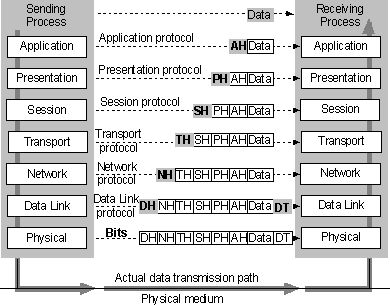 Sending Process
Data
Receiving Process
Application
Application protocol
AH Data
Application
Presentation
Presentation protocol
PH AH Data
Presentation
Session
Session protocol
SH PH AH Data
Session
Transport
Transport protocol
TH SH PH AH Data
Transport
Network
Network protocol
NH TH SH PH AH Data
Network
Data Link
Data Link protocol
DH NH TH SH PH AH Data DT
Data Link
Physical
Bits
DH NH TH SH PH AH Data DT
Physical
Actual data transmission path
Physical medium